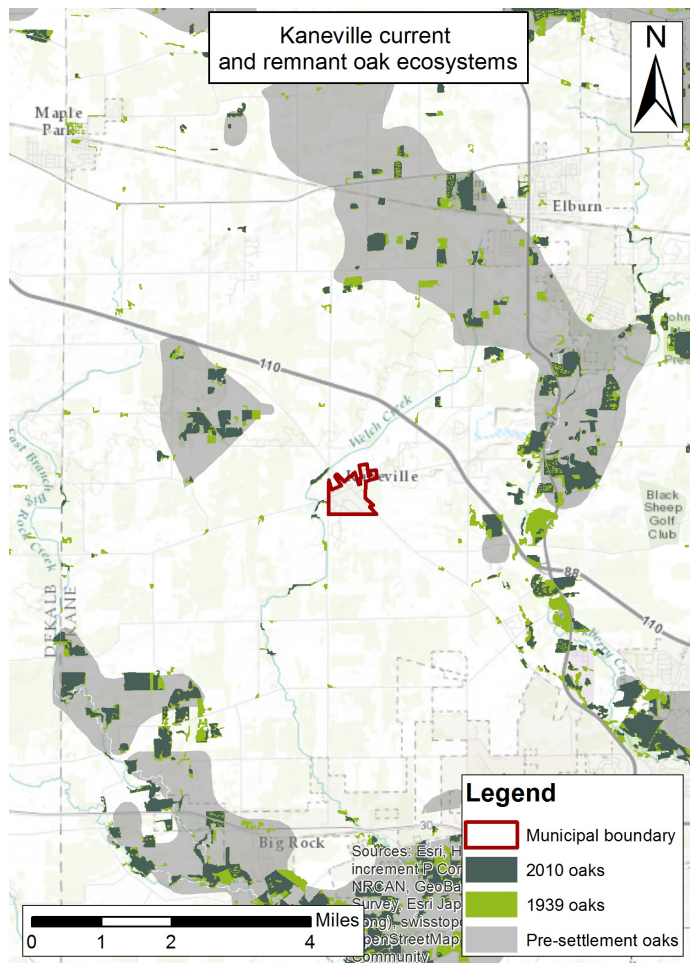 Kaneville current
and remnant oak ecosystems
N
Maple
Park
Elburn
110
Welch Creek
East Branch
Big
Rock Creek
Black
Sheep
Golf
Club
88
110
DEKALB
KANE
30
Big Rock
Legend
Municipal boundary
2010 oaks
1939 oaks
Pre-settlement oaks
Sources: Esri, H
increment P Cor
NRCAN, GeoBa
Survey, Esri Jap
swisstopo
OpenStreetMap
Community
Miles
0 1 2 4